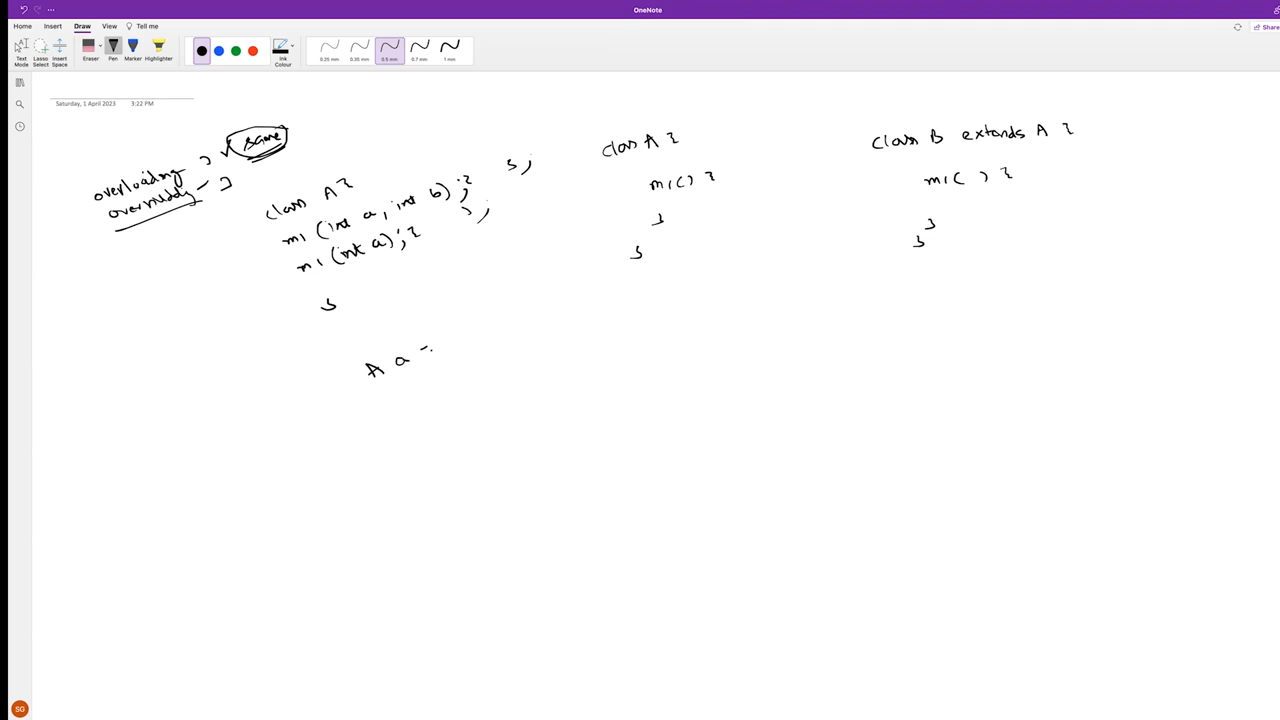 OneNote
Home Insert Draw View Tell me
Share
Text Mode
Lasso Select
Insert Space
Eraser
Pen
Marker
Highlighter
Ink Colour
0.25 mm
0.35 mm
0.5 mm
0.7 mm
1 mm
Saturday, 1 April 2023 3:22 PM
overloading } ✓ same
overriding - }
class A {
m1 (int a, int b) ; {
} ;
m1 (int a) ; {
} ;
}
A a =
class A {
m1() {
}
}
class B extends A {
m1( ) {
}
}
SG